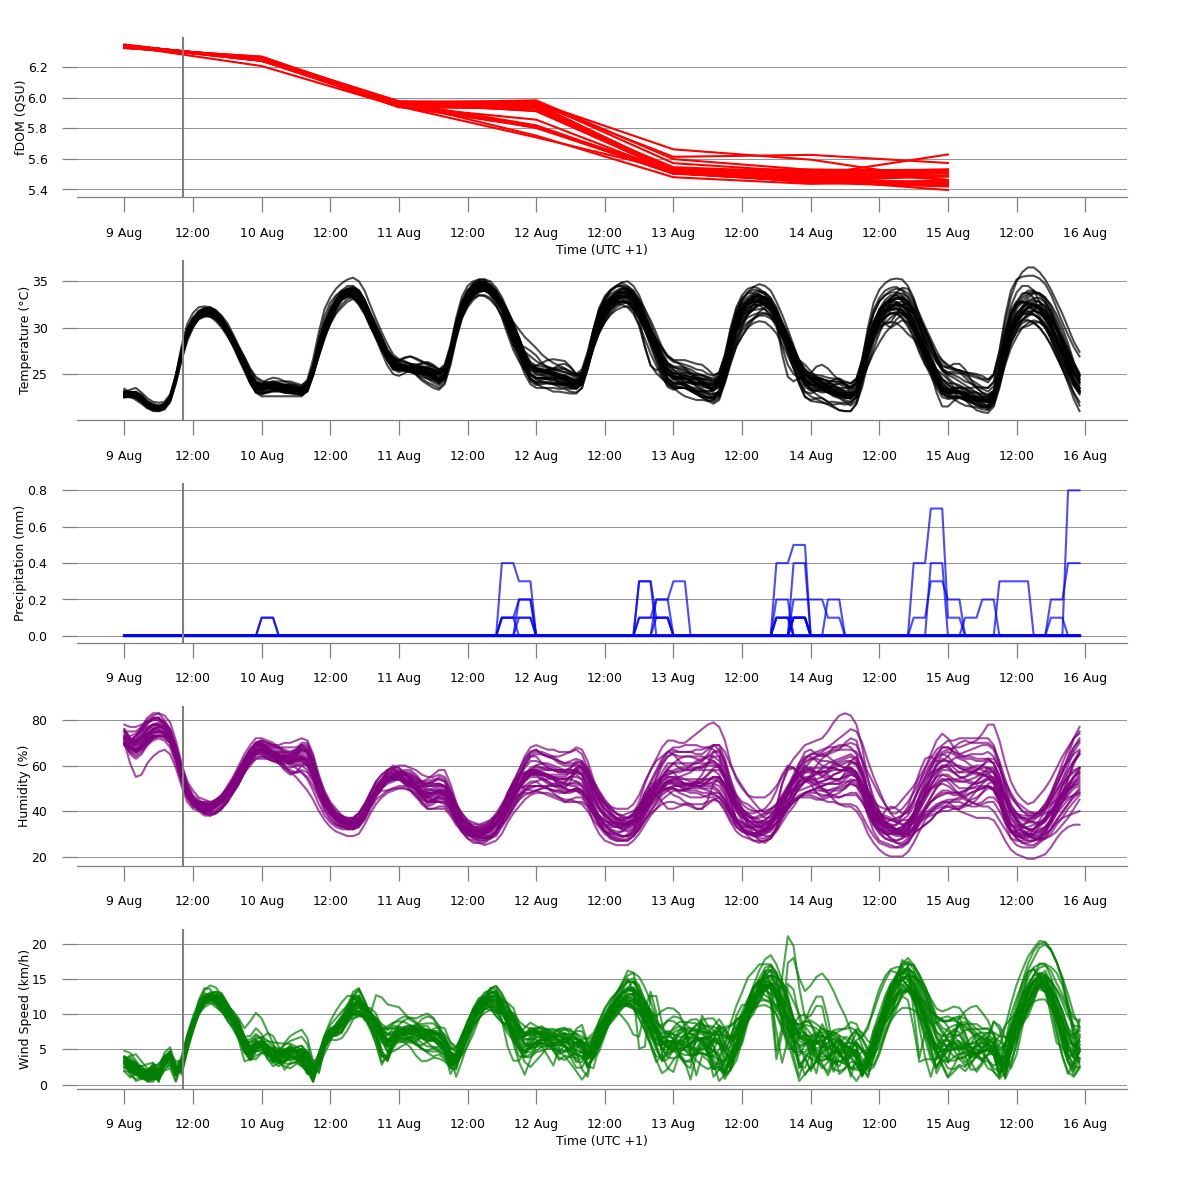 fDOM (QSU)
6.2
6.0
5.8
5.6
5.4
9 Aug 12:00 10 Aug 12:00 11 Aug 12:00 12 Aug 12:00 13 Aug 12:00 14 Aug 12:00 15 Aug 12:00 16 Aug
Time (UTC +1)
Temperature (°C)
35
30
25
9 Aug 12:00 10 Aug 12:00 11 Aug 12:00 12 Aug 12:00 13 Aug 12:00 14 Aug 12:00 15 Aug 12:00 16 Aug
Precipitation (mm)
0.8
0.6
0.4
0.2
0.0
9 Aug 12:00 10 Aug 12:00 11 Aug 12:00 12 Aug 12:00 13 Aug 12:00 14 Aug 12:00 15 Aug 12:00 16 Aug
Humidity (%)
80
60
40
20
9 Aug 12:00 10 Aug 12:00 11 Aug 12:00 12 Aug 12:00 13 Aug 12:00 14 Aug 12:00 15 Aug 12:00 16 Aug
Wind Speed (km/h)
20
15
10
5
0
9 Aug 12:00 10 Aug 12:00 11 Aug 12:00 12 Aug 12:00 13 Aug 12:00 14 Aug 12:00 15 Aug 12:00 16 Aug
Time (UTC +1)